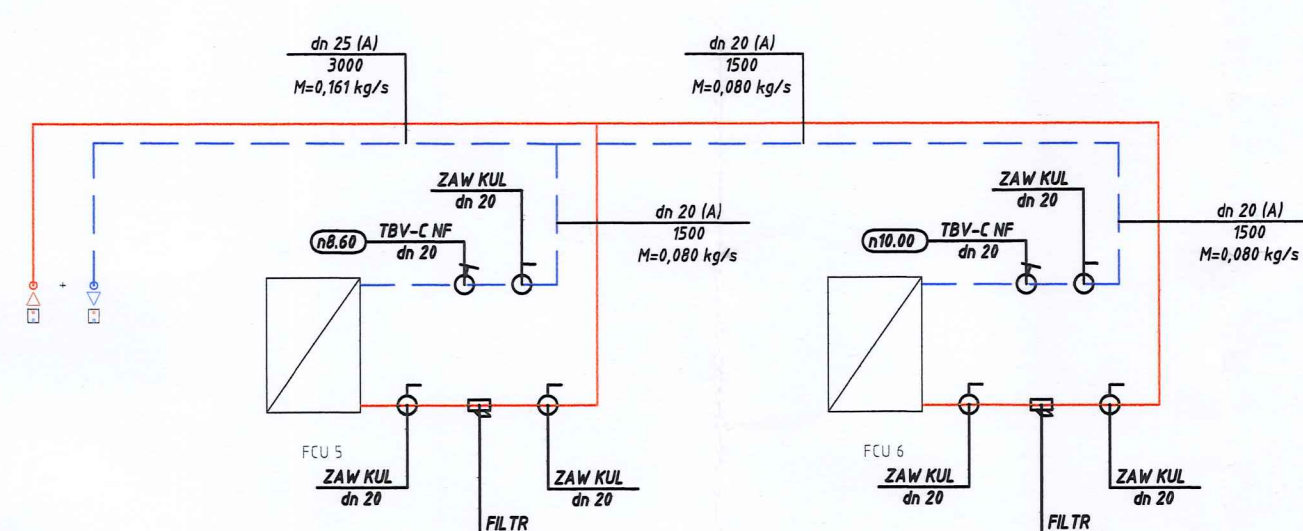 dn 25 (A)
3000
M=0,161 kg/s
dn 20 (A)
1500
M=0,080 kg/s
ZAW KUL
dn 20
n8.60
TBV-C NF
dn 20
dn 20 (A)
1500
M=0,080 kg/s
ZAW KUL
dn 20
n10.00
TBV-C NF
dn 20
dn 20 (A)
1500
M=0,080 kg/s
FCU 5
ZAW KUL
dn 20
FILTR
ZAW KUL
dn 20
FCU 6
ZAW KUL
dn 20
FILTR
ZAW KUL
dn 20